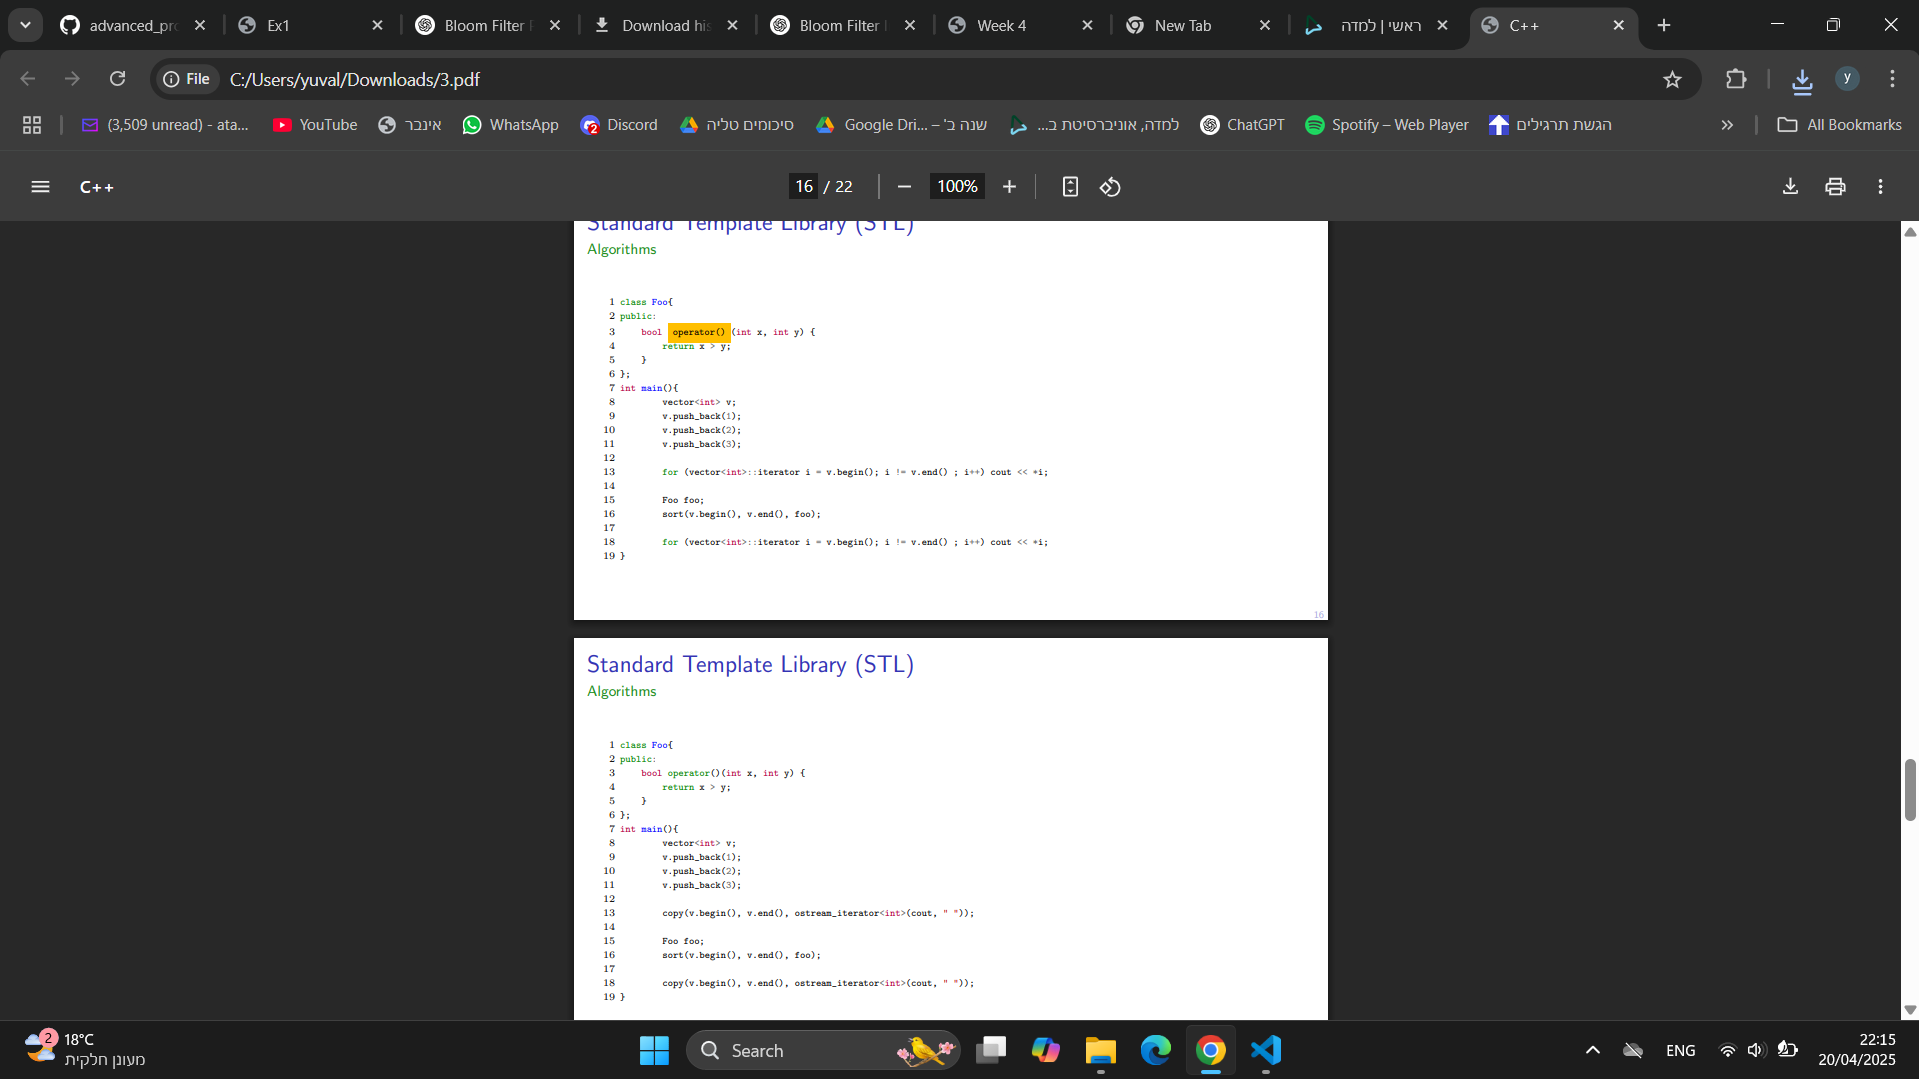 advanced_pro
Ex1
Bloom Filter
Download his
Bloom Filter
Week 4
New Tab
ראשי | למדה
C++
File
C:/Users/yuval/Downloads/3.pdf
y
(3,509 unread) - ata...
YouTube
אינבר
WhatsApp
2
Discord
סיכומים טליה
Google Dri... – שנה ב'
למדה, אוניברסיטת ב...
ChatGPT
Spotify – Web Player
הגשת תרגילים
»
All Bookmarks
C++
16 / 22
100%
Standard Template Library (STL)
Algorithms
1 class Foo{
2 public:
3 bool operator() (int x, int y) {
4 return x > y;
5 }
6 };
7 int main(){
8 vector<int> v;
9 v.push_back(1);
10 v.push_back(2);
11 v.push_back(3);
12
13 for (vector<int>::iterator i = v.begin(); i != v.end() ; i++) cout << *i;
14
15 Foo foo;
16 sort(v.begin(), v.end(), foo);
17
18 for (vector<int>::iterator i = v.begin(); i != v.end() ; i++) cout << *i;
19 }
16
Standard Template Library (STL)
Algorithms
1 class Foo{
2 public:
3 bool operator()(int x, int y) {
4 return x > y;
5 }
6 };
7 int main(){
8 vector<int> v;
9 v.push_back(1);
10 v.push_back(2);
11 v.push_back(3);
12
13 copy(v.begin(), v.end(), ostream_iterator<int>(cout, " "));
14
15 Foo foo;
16 sort(v.begin(), v.end(), foo);
17
18 copy(v.begin(), v.end(), ostream_iterator<int>(cout, " "));
19 }
2
18°C
מעונן חלקית
Search
ENG
22:15
20/04/2025